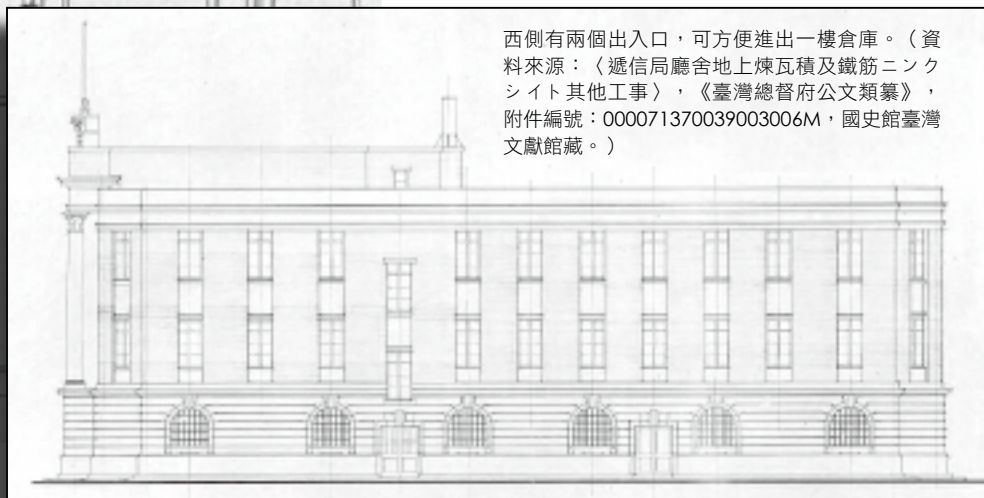 西側有兩個出入口，可方便進出一樓倉庫。（資
料來源：〈遞信局廳舍地上煉瓦積及鐵筋ニンク
シイト其他工事〉，《臺灣總督府公文類纂》，
附件編號：000071370039003006M，國史館臺灣
文獻館藏。）